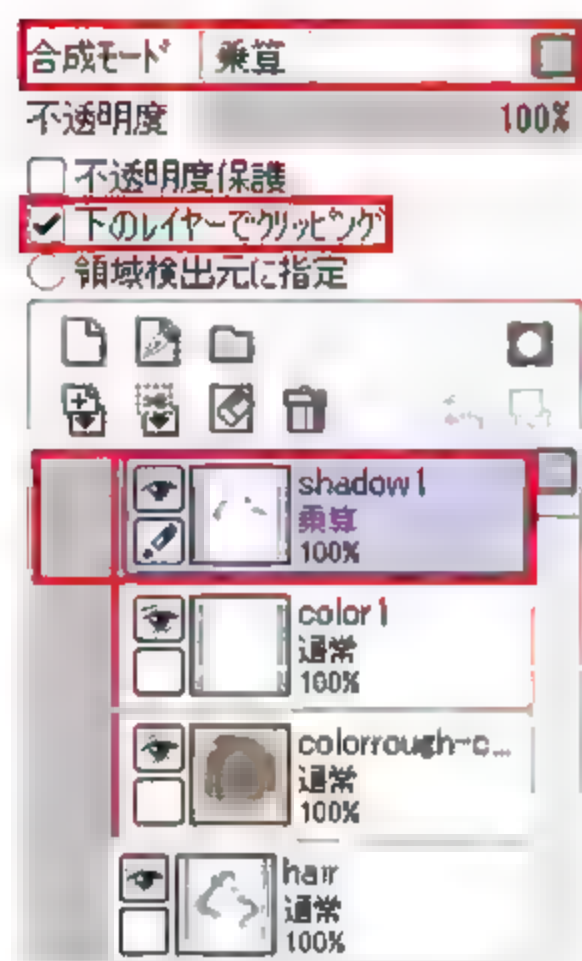 合成モード 乗算
不透明度 100%
不透明度保護
下のレイヤーでクリッピング
領域検出元に指定
shadow1
乗算
100%
color1
通常
100%
colorrough-c...
通常
100%
hair
通常
100%